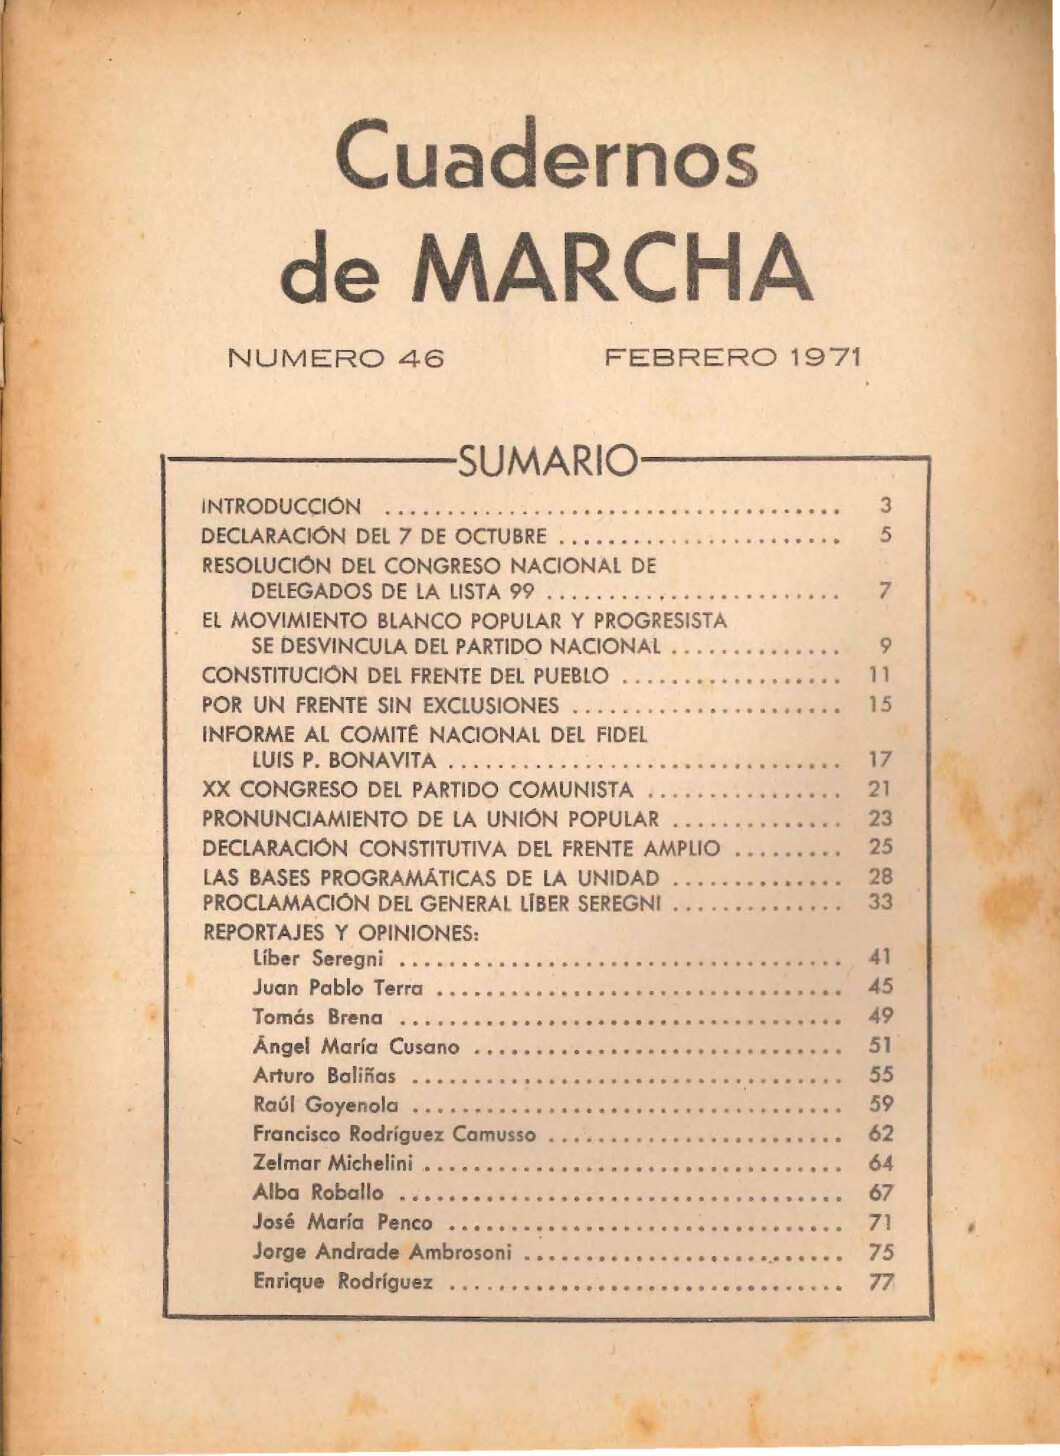 Cuadernos
de MARCHA
NUMERO 46 FEBRERO 1971
SUMARIO
INTRODUCCIÓN ..................................... 3
DECLARACIÓN DEL 7 DE OCTUBRE ....................... 5
RESOLUCIÓN DEL CONGRESO NACIONAL DE
DELEGADOS DE LA LISTA 99 ........................ 7
EL MOVIMIENTO BLANCO POPULAR Y PROGRESISTA
SE DESVINCULA DEL PARTIDO NACIONAL .............. 9
CONSTITUCIÓN DEL FRENTE DEL PUEBLO .................. 11
POR UN FRENTE SIN EXCLUSIONES ...................... 15
INFORME AL COMITÉ NACIONAL DEL FIDEL
LUIS P. BONAVITA ................................ 17
XX CONGRESO DEL PARTIDO COMUNISTA ................ 21
PRONUNCIAMIENTO DE LA UNIÓN POPULAR .............. 23
DECLARACIÓN CONSTITUTIVA DEL FRENTE AMPLIO ......... 25
LAS BASES PROGRAMÁTICAS DE LA UNIDAD .............. 28
PROCLAMACIÓN DEL GENERAL LÍBER SEREGNI .............. 33
REPORTAJES Y OPINIONES:
Líber Seregni .................................... 41
Juan Pablo Terra ................................. 45
Tomás Brena .................................... 49
Ángel María Cusano .............................. 51
Arturo Baliñas ................................... 55
Raúl Goyenola ................................... 59
Francisco Rodríguez Camusso ........................ 62
Zelmar Michelini .................................. 64
Alba Roballo .................................... 67
José María Penco ................................ 71
Jorge Andrade Ambrosoni .......................... 75
Enrique Rodríguez ................................ 77